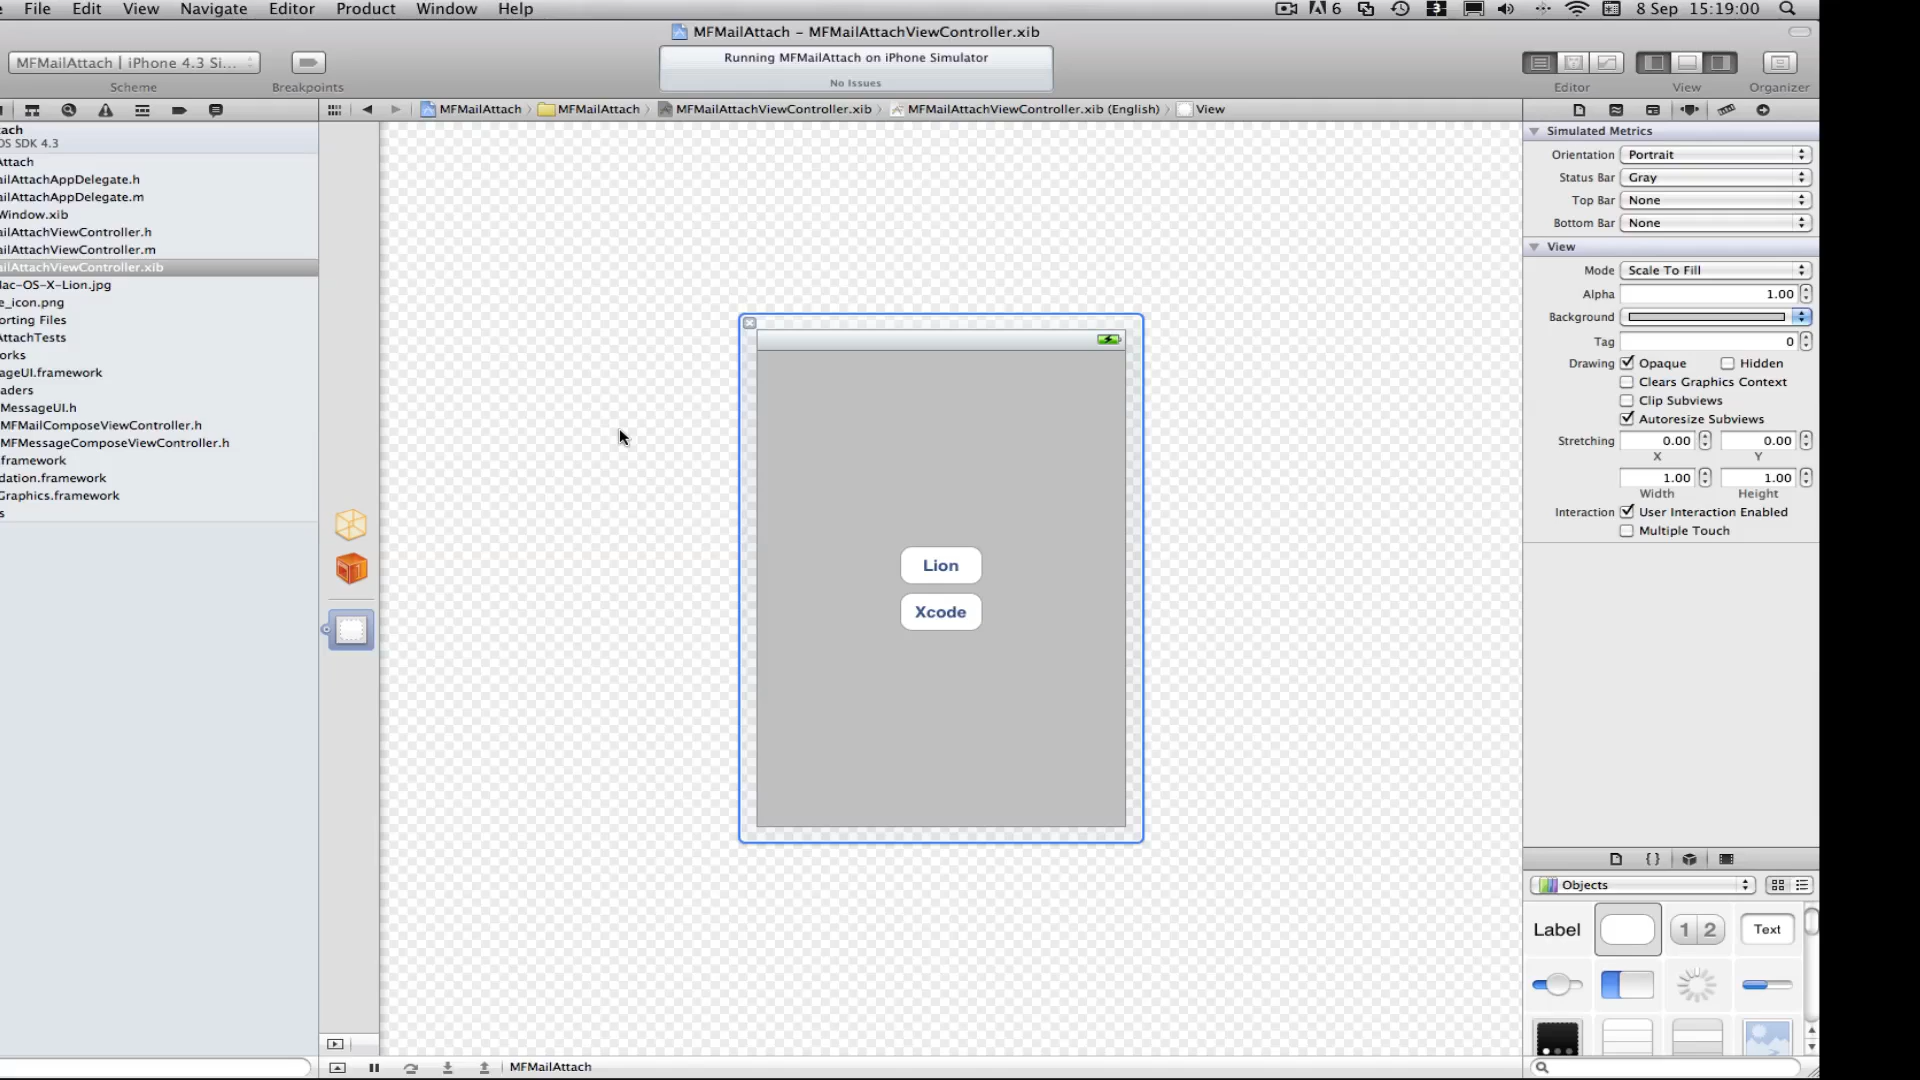 File Edit View Navigate Editor Product Window Help 6 3 8 Sep 15:19:00
MFMailAttach – MFMailAttachViewController.xib
MFMailAttach | iPhone 4.3 Si...
Running MFMailAttach on iPhone Simulator
No Issues
Scheme Breakpoints Editor View Organizer
MFMailAttach MFMailAttach MFMailAttachViewController.xib MFMailAttachViewController.xib (English) View
tach
OS SDK 4.3
Attach
ailAttachAppDelegate.h
ailAttachAppDelegate.m
Window.xib
ailAttachViewController.h
ailAttachViewController.m
ailAttachViewController.xib
Mac-OS-X-Lion.jpg
e_icon.png
orting Files
AttachTests
orks
ageUI.framework
aders
MessageUI.h
MFMailComposeViewController.h
MFMessageComposeViewController.h
framework
dation.framework
Graphics.framework
s
Lion
Xcode
Simulated Metrics
Orientation Portrait
Status Bar Gray
Top Bar None
Bottom Bar None
View
Mode Scale To Fill
Alpha 1.00
Background
Tag 0
Drawing Opaque Hidden
Clears Graphics Context
Clip Subviews
Autoresize Subviews
Stretching 0.00 0.00
X Y
1.00 1.00
Width Height
Interaction User Interaction Enabled
Multiple Touch
{ }
Objects
Label 1 2 Text
MFMailAttach